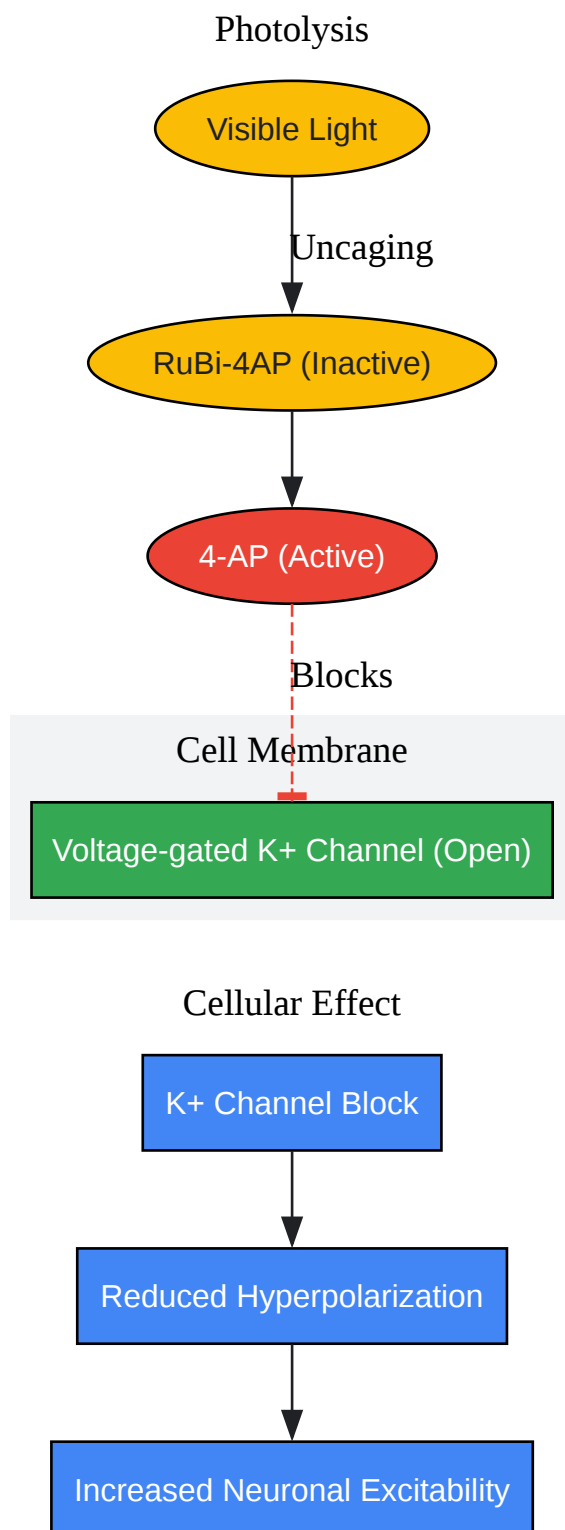 Photolysis
Visible Light
Uncaging
RuBi-4AP (Inactive)
4-AP (Active)
Blocks
Cell Membrane
Voltage-gated K+ Channel (Open)
Cellular Effect
K+ Channel Block
Reduced Hyperpolarization
Increased Neuronal Excitability